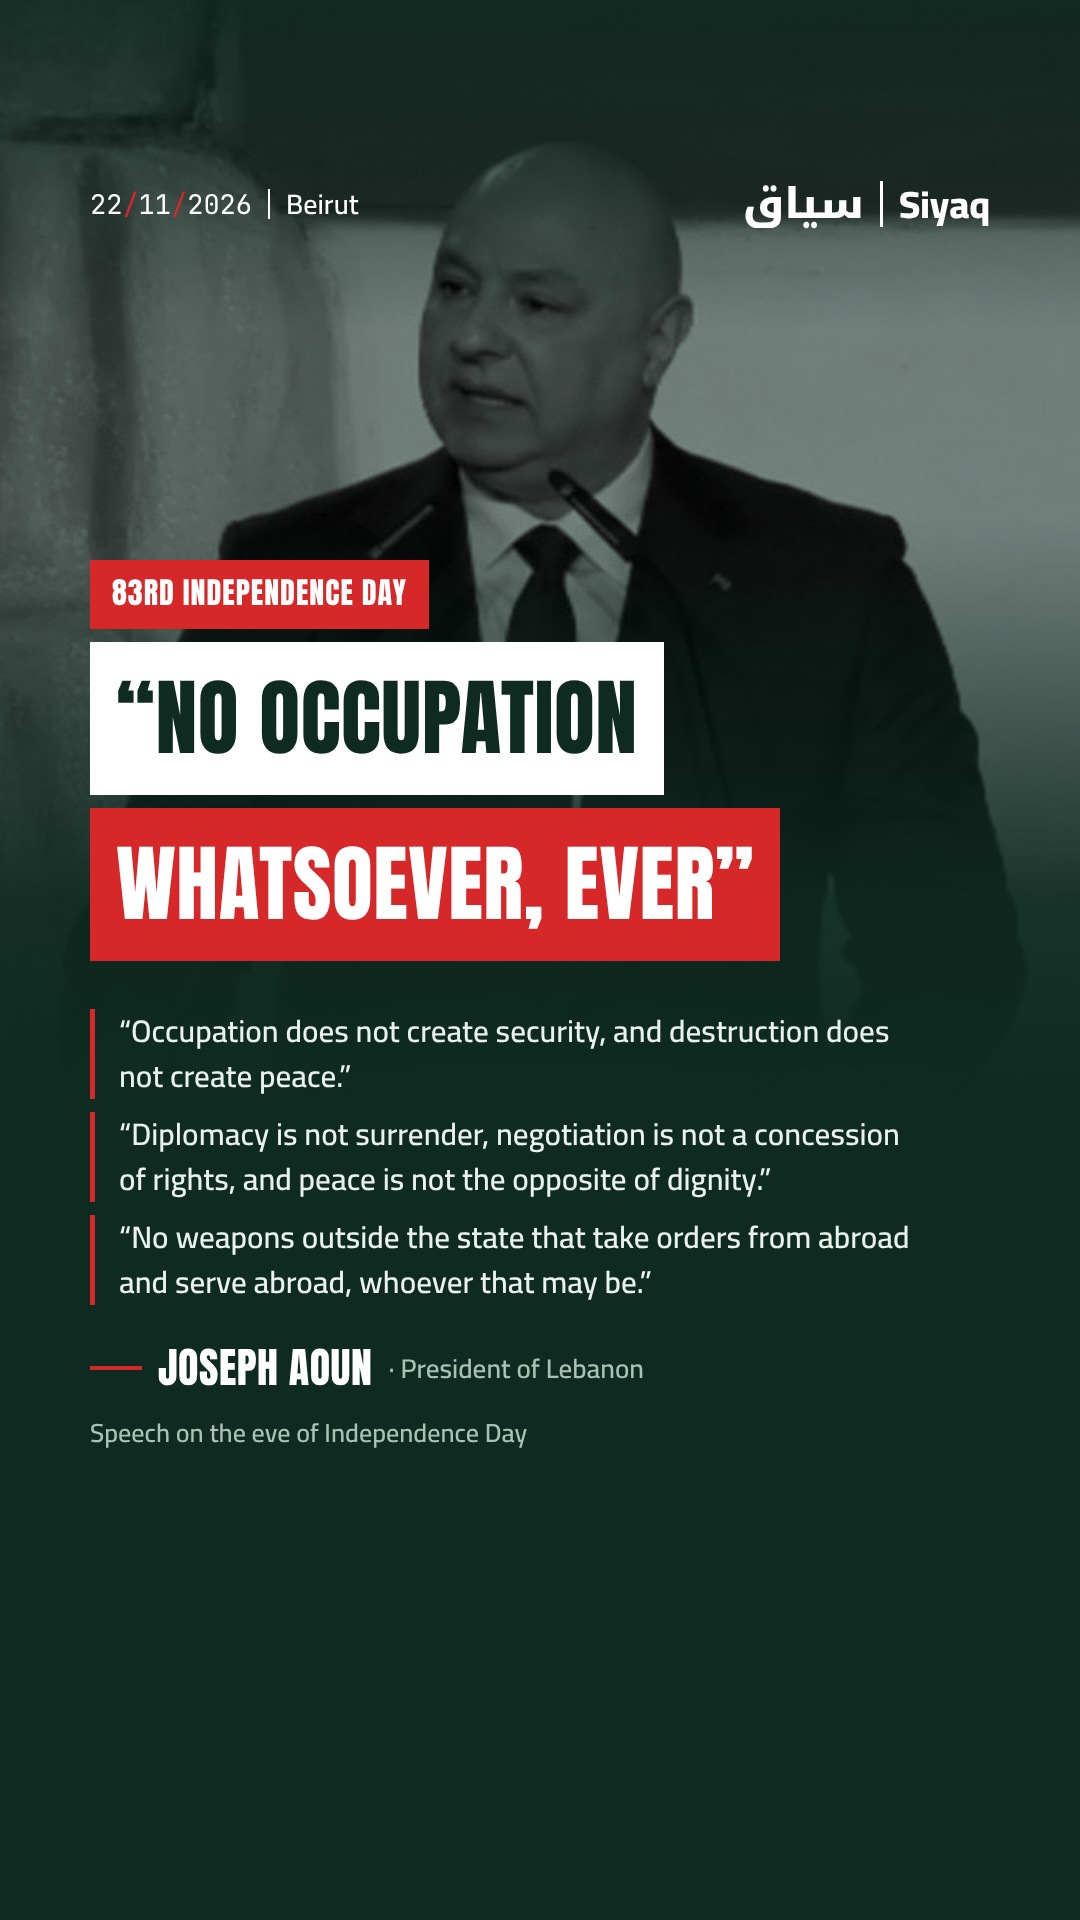 22/11/2026 | Beirut
سياق | Siyaq
83RD INDEPENDENCE DAY
“NO OCCUPATION
WHATSOEVER, EVER”
“Occupation does not create security, and destruction does
not create peace.”
“Diplomacy is not surrender, negotiation is not a concession
of rights, and peace is not the opposite of dignity.”
“No weapons outside the state that take orders from abroad
and serve abroad, whoever that may be.”
JOSEPH AOUN · President of Lebanon
Speech on the eve of Independence Day